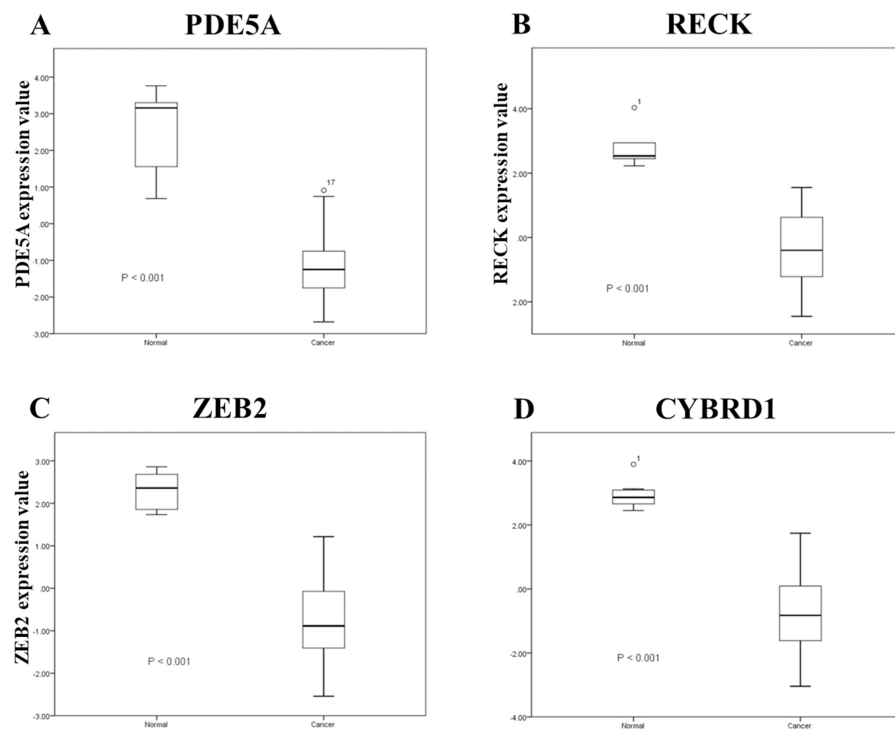 A PDE5A
PDE5A expression value
4.00
3.00
2.00
1.00
.00
-1.00
-2.00
-3.00
17
P < 0.001
Normal Cancer
B RECK
RECK expression value
4.00
2.00
.00
2.00
1
P < 0.001
Normal Cancer
C ZEB2
ZEB2 expression value
3.00
2.00
1.00
.00
-1.00
-2.00
-3.00
P < 0.001
Normal Cancer
D CYBRD1
CYBRD1 expression value
4.00
2.00
.00
-2.00
-4.00
1
P < 0.001
Normal Cancer